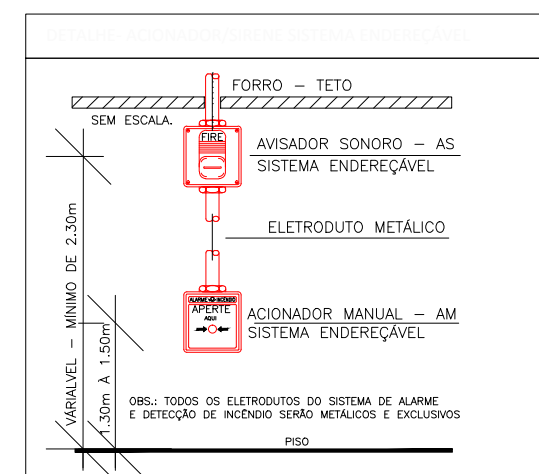 DETALHE- ACIONADOR/SIRENE SISTEMA ENDEREÇÁVEL
FORRO – TETO
SEM ESCALA.
FIRE
AVISADOR SONORO – AS
SISTEMA ENDEREÇÁVEL
ELETRODUTO METÁLICO
VARIALVEL – MÍNIMO DE 2.30m
1.30m À 1.50m
ALARME INCÊNDIO
APERTE
AQUI
ACIONADOR MANUAL – AM
SISTEMA ENDEREÇÁVEL
OBS.: TODOS OS ELETRODUTOS DO SISTEMA DE ALARME
E DETECÇÃO DE INCÊNDIO SERÃO METÁLICOS E EXCLUSIVOS
PISO